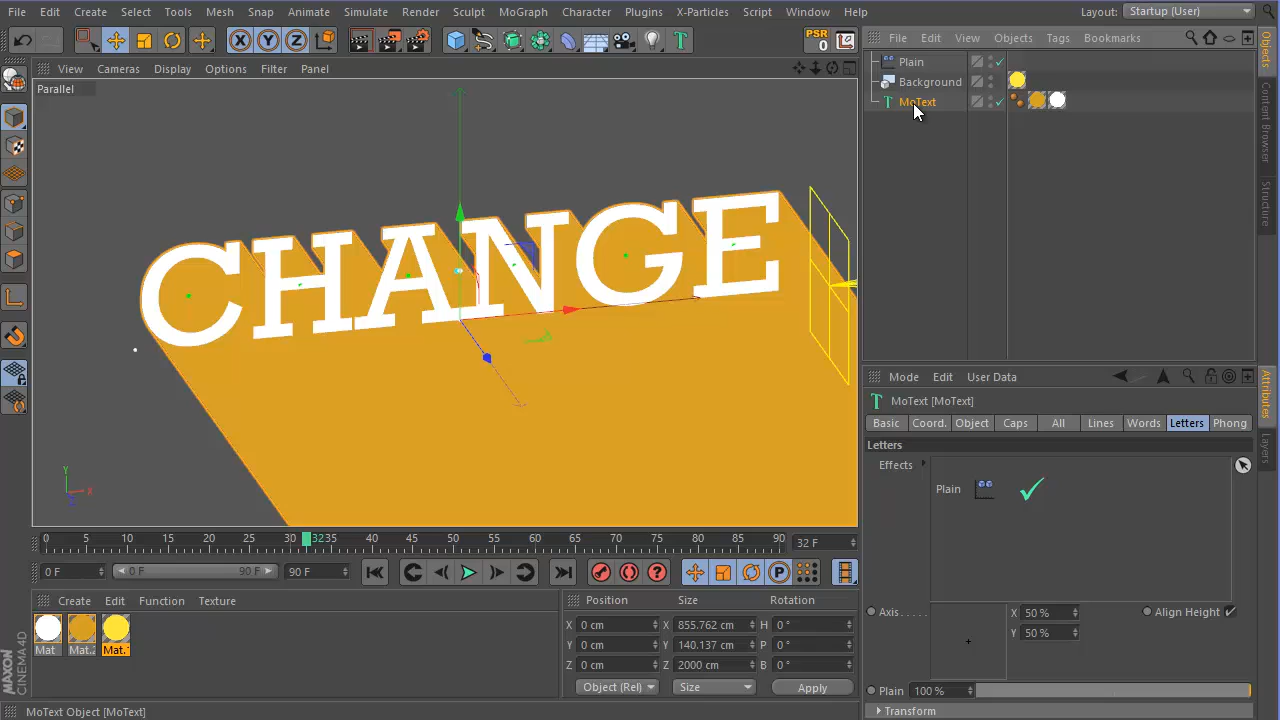 File Edit Create Select Tools Mesh Snap Animate Simulate Render Sculpt MoGraph Character Plugins X-Particles Script Window Help Layout: Startup (User)
X Y Z PSR 0
View Cameras Display Options Filter Panel
File Edit View Objects Tags Bookmarks
Parallel
Plain
Background
MoText
Objects
Content Browser
Structure
CHANGE
Y
X
Z
Mode Edit User Data
MoText [MoText]
Basic Coord. Object Caps All Lines Words Letters Phong
Attributes
Layers
Letters
Effects
Plain
0 5 10 15 20 25 30 32 35 40 45 50 55 60 65 70 75 80 85 90 32 F
0 F 0 F 90 F 90 F
Create Edit Function Texture
Position Size Rotation
X 0 cm X 855.762 cm H 0 °
Y 0 cm Y 140.137 cm P 0 °
Z 0 cm Z 2000 cm B 0 °
Object (Rel) Size Apply
Mat Mat.2 Mat.1
Axis X 50 % Align Height
Y 50 %
Plain 100 %
Transform
MAXON CINEMA 4D
MoText Object [MoText]